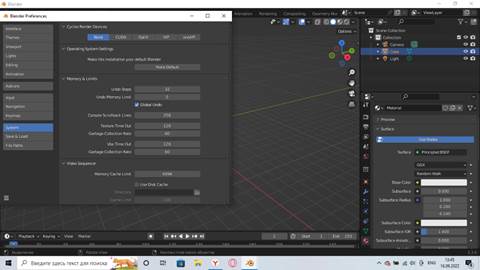 Blender
Blender Preferences
Interface
Themes
Viewport
Lights
Editing
Animation
Add-ons
Input
Navigation
Keymap
System
Save & Load
File Paths
Cycles Render Devices
None
CUDA
OptiX
HIP
oneAPI
Operating System Settings
Make this installation your default Blender
Make Default
Memory & Limits
Undo Steps 32
Undo Memory Limit 0
Global Undo
Console Scrollback Lines 256
Texture Time Out 120
Garbage Collection Rate 60
Vbo Time Out 120
Garbage Collection Rate 60
Video Sequencer
Memory Cache Limit 4096
Use Disk Cache
Directory
Cache Limit
Options
Scene
ViewLayer
Scene Collection
Collection
Camera
Cube
Light
Material
Preview
Surface
Use Nodes
Surface Principled BSDF
GGX
Random Walk
Base Color
Subsurface 0.000
Subsurface Radius 1.000
0.200
0.100
Subsurface Color
Subsurface IOR 1.400
Subsurface Anisotr. 0.000
Playback
Keying
View
Marker
1
Start 1
End 250
Введите здесь текст для поиска
13:45
16.09.2022